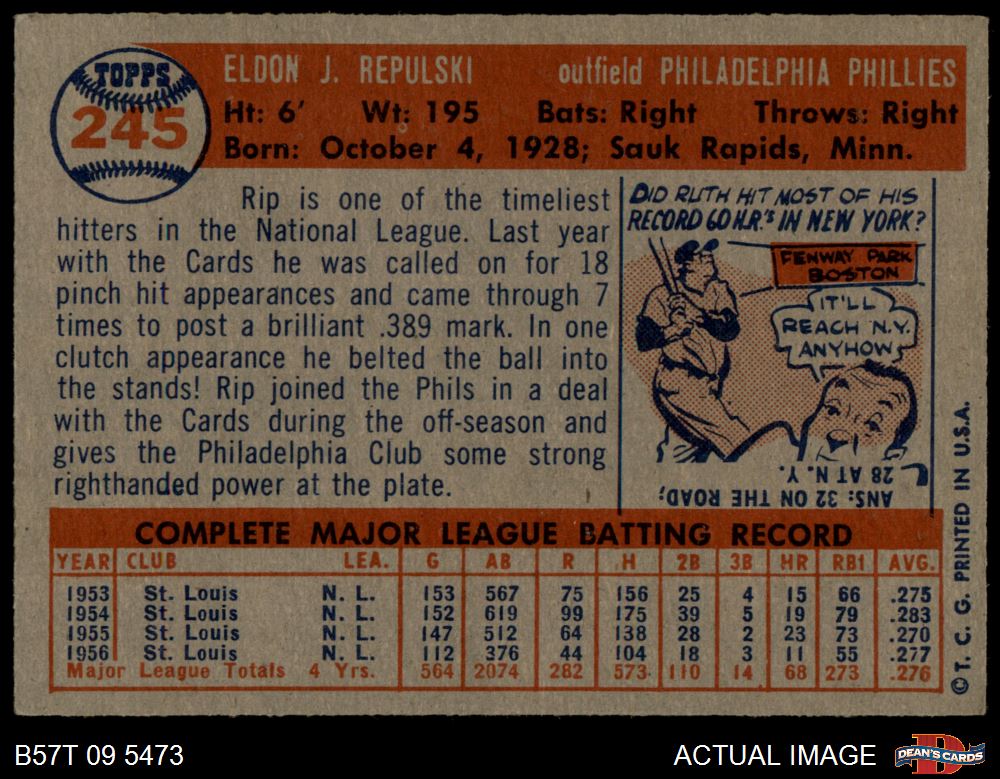 TOPPS
245
ELDON J. REPULSKI outfield PHILADELPHIA PHILLIES
Ht: 6' Wt: 195 Bats: Right Throws: Right
Born: October 4, 1928; Sauk Rapids, Minn.
Rip is one of the timeliest
hitters in the National League. Last year
with the Cards he was called on for 18
pinch hit appearances and came through 7
times to post a brilliant .389 mark. In one
clutch appearance he belted the ball into
the stands! Rip joined the Phils in a deal
with the Cards during the off-season and
gives the Philadelphia Club some strong
righthanded power at the plate.
DID RUTH HIT MOST OF HIS
RECORD 60 H.R.'S IN NEW YORK?
FENWAY PARK
BOSTON
IT'LL
REACH N.Y.
ANYHOW
ANS: 32 ON THE ROAD;
28 AT N.Y.
COMPLETE MAJOR LEAGUE BATTING RECORD
YEAR CLUB LEA. G AB R H 2B 3B HR RBI AVG.
1953 St. Louis N. L. 153 567 75 156 25 4 15 66 .275
1954 St. Louis N. L. 152 619 99 175 39 5 19 79 .283
1955 St. Louis N. L. 147 512 64 138 28 2 23 73 .270
1956 St. Louis N. L. 112 376 44 104 18 3 11 55 .277
Major League Totals 4 Yrs. 564 2074 282 573 110 14 68 273 .276
© T. C. G. PRINTED IN U.S.A.
B57T 09 5473 ACTUAL IMAGE
DEAN'S CARDS